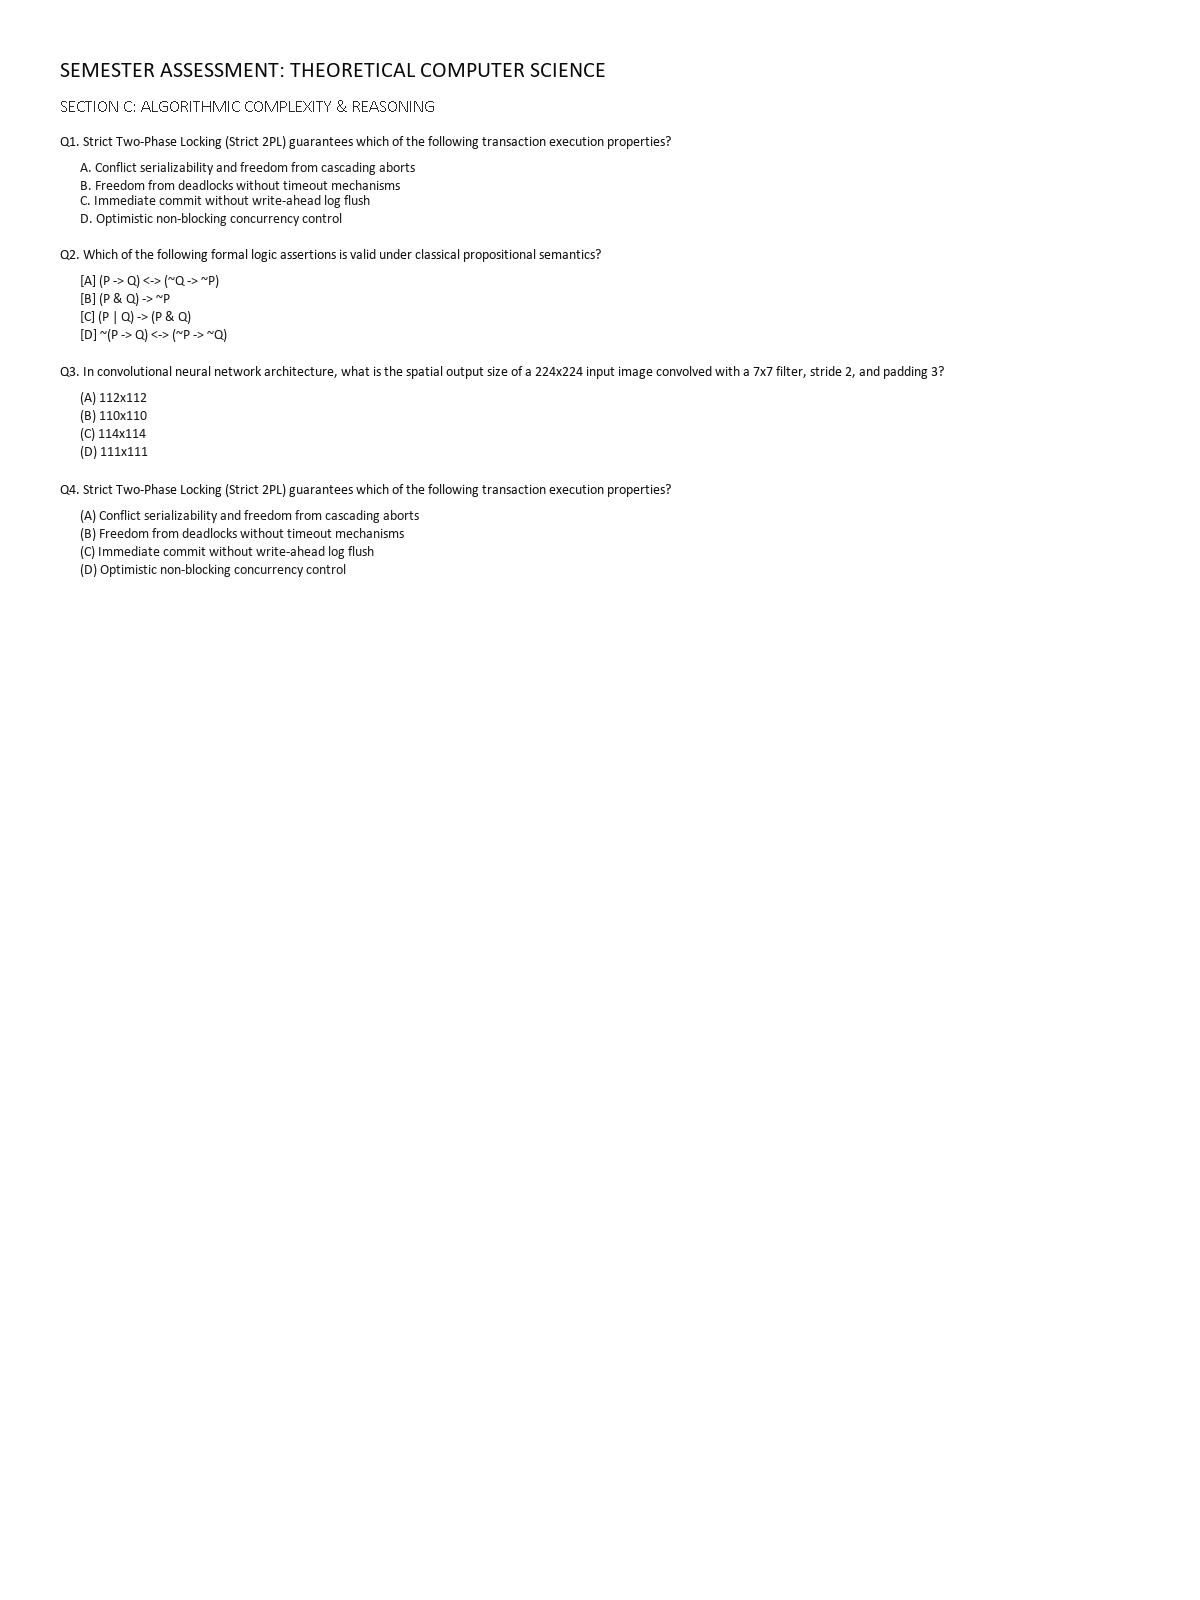 SEMESTER ASSESSMENT: THEORETICAL COMPUTER SCIENCE
SECTION C: ALGORITHMIC COMPLEXITY & REASONING
Q1. Strict Two-Phase Locking (Strict 2PL) guarantees which of the following transaction execution properties?
A. Conflict serializability and freedom from cascading aborts
B. Freedom from deadlocks without timeout mechanisms
C. Immediate commit without write-ahead log flush
D. Optimistic non-blocking concurrency control
Q2. Which of the following formal logic assertions is valid under classical propositional semantics?
[A] (P -> Q) <-> (~Q -> ~P)
[B] (P & Q) -> ~P
[C] (P | Q) -> (P & Q)
[D] ~(P -> Q) <-> (~P -> ~Q)
Q3. In convolutional neural network architecture, what is the spatial output size of a 224x224 input image convolved with a 7x7 filter, stride 2, and padding 3?
(A) 112x112
(B) 110x110
(C) 114x114
(D) 111x111
Q4. Strict Two-Phase Locking (Strict 2PL) guarantees which of the following transaction execution properties?
(A) Conflict serializability and freedom from cascading aborts
(B) Freedom from deadlocks without timeout mechanisms
(C) Immediate commit without write-ahead log flush
(D) Optimistic non-blocking concurrency control